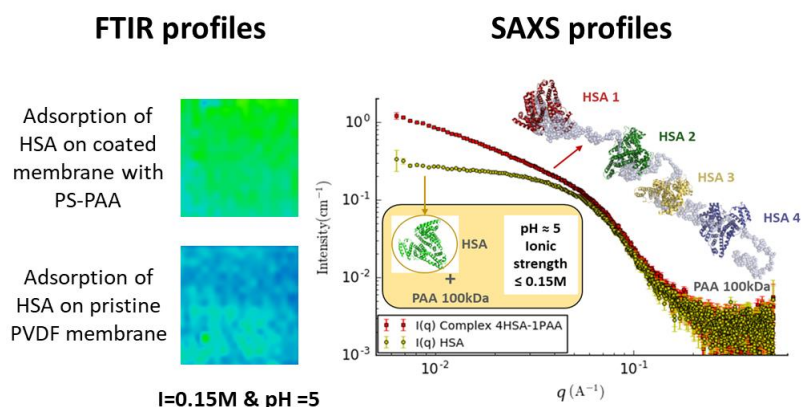 FTIR profiles
Adsorption of
HSA on coated
membrane with
PS-PAA
Adsorption of
HSA on pristine
PVDF membrane
I=0.15M & pH =5
SAXS profiles
HSA 1
HSA 2
HSA 3
HSA 4
PAA 100kDa
Intensity(cm⁻¹)
10⁰
10⁻¹
10⁻²
10⁻³
HSA
+
PAA 100kDa
pH ≈ 5
Ionic
strength
≤ 0.15M
I(q) Complex 4HSA-1PAA
I(q) HSA
10⁻²
10⁻¹
q (A⁻¹)